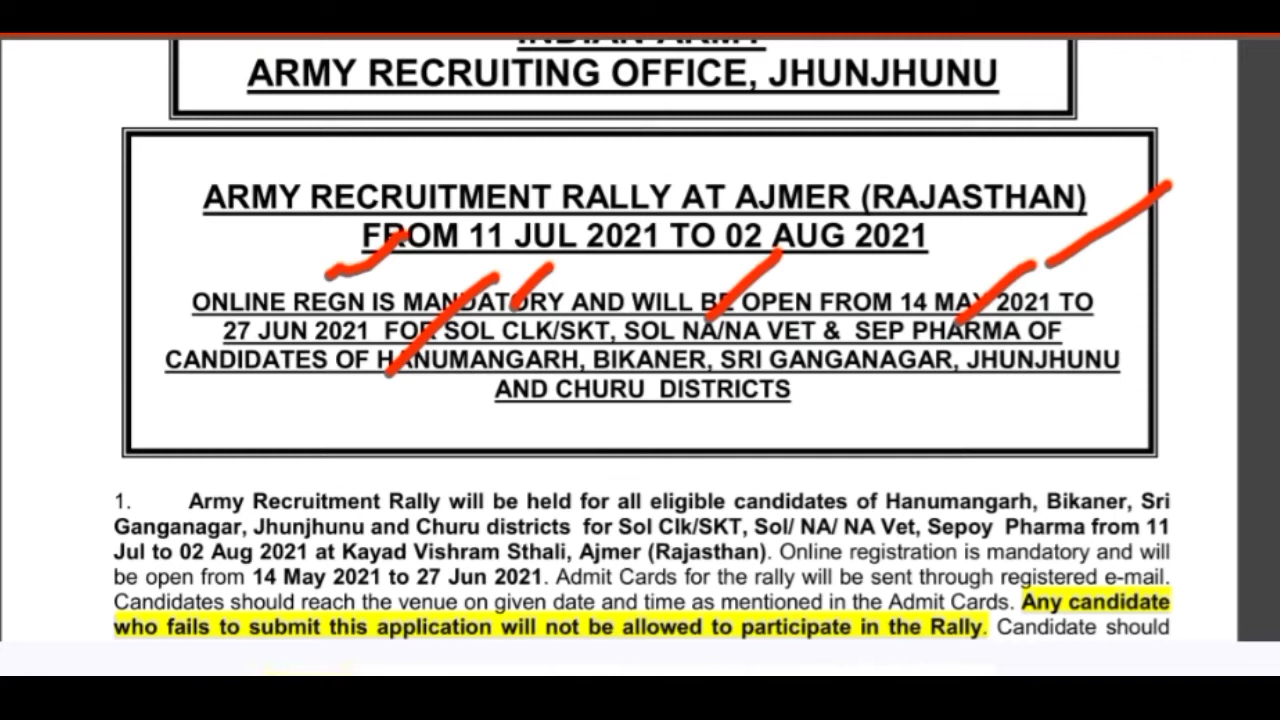 INDIAN ARMY
ARMY RECRUITING OFFICE, JHUNJHUNU
ARMY RECRUITMENT RALLY AT AJMER (RAJASTHAN)
FROM 11 JUL 2021 TO 02 AUG 2021
ONLINE REGN IS MANDATORY AND WILL BE OPEN FROM 14 MAY 2021 TO
27 JUN 2021 FOR SOL CLK/SKT, SOL NA/NA VET & SEP PHARMA OF
CANDIDATES OF HANUMANGARH, BIKANER, SRI GANGANAGAR, JHUNJHUNU
AND CHURU DISTRICTS
1. Army Recruitment Rally will be held for all eligible candidates of Hanumangarh, Bikaner, Sri
Ganganagar, Jhunjhunu and Churu districts for Sol Clk/SKT, Sol/ NA/ NA Vet, Sepoy Pharma from 11
Jul to 02 Aug 2021 at Kayad Vishram Sthali, Ajmer (Rajasthan). Online registration is mandatory and will
be open from 14 May 2021 to 27 Jun 2021. Admit Cards for the rally will be sent through registered e-mail.
Candidates should reach the venue on given date and time as mentioned in the Admit Cards. Any candidate
who fails to submit this application will not be allowed to participate in the Rally. Candidate should